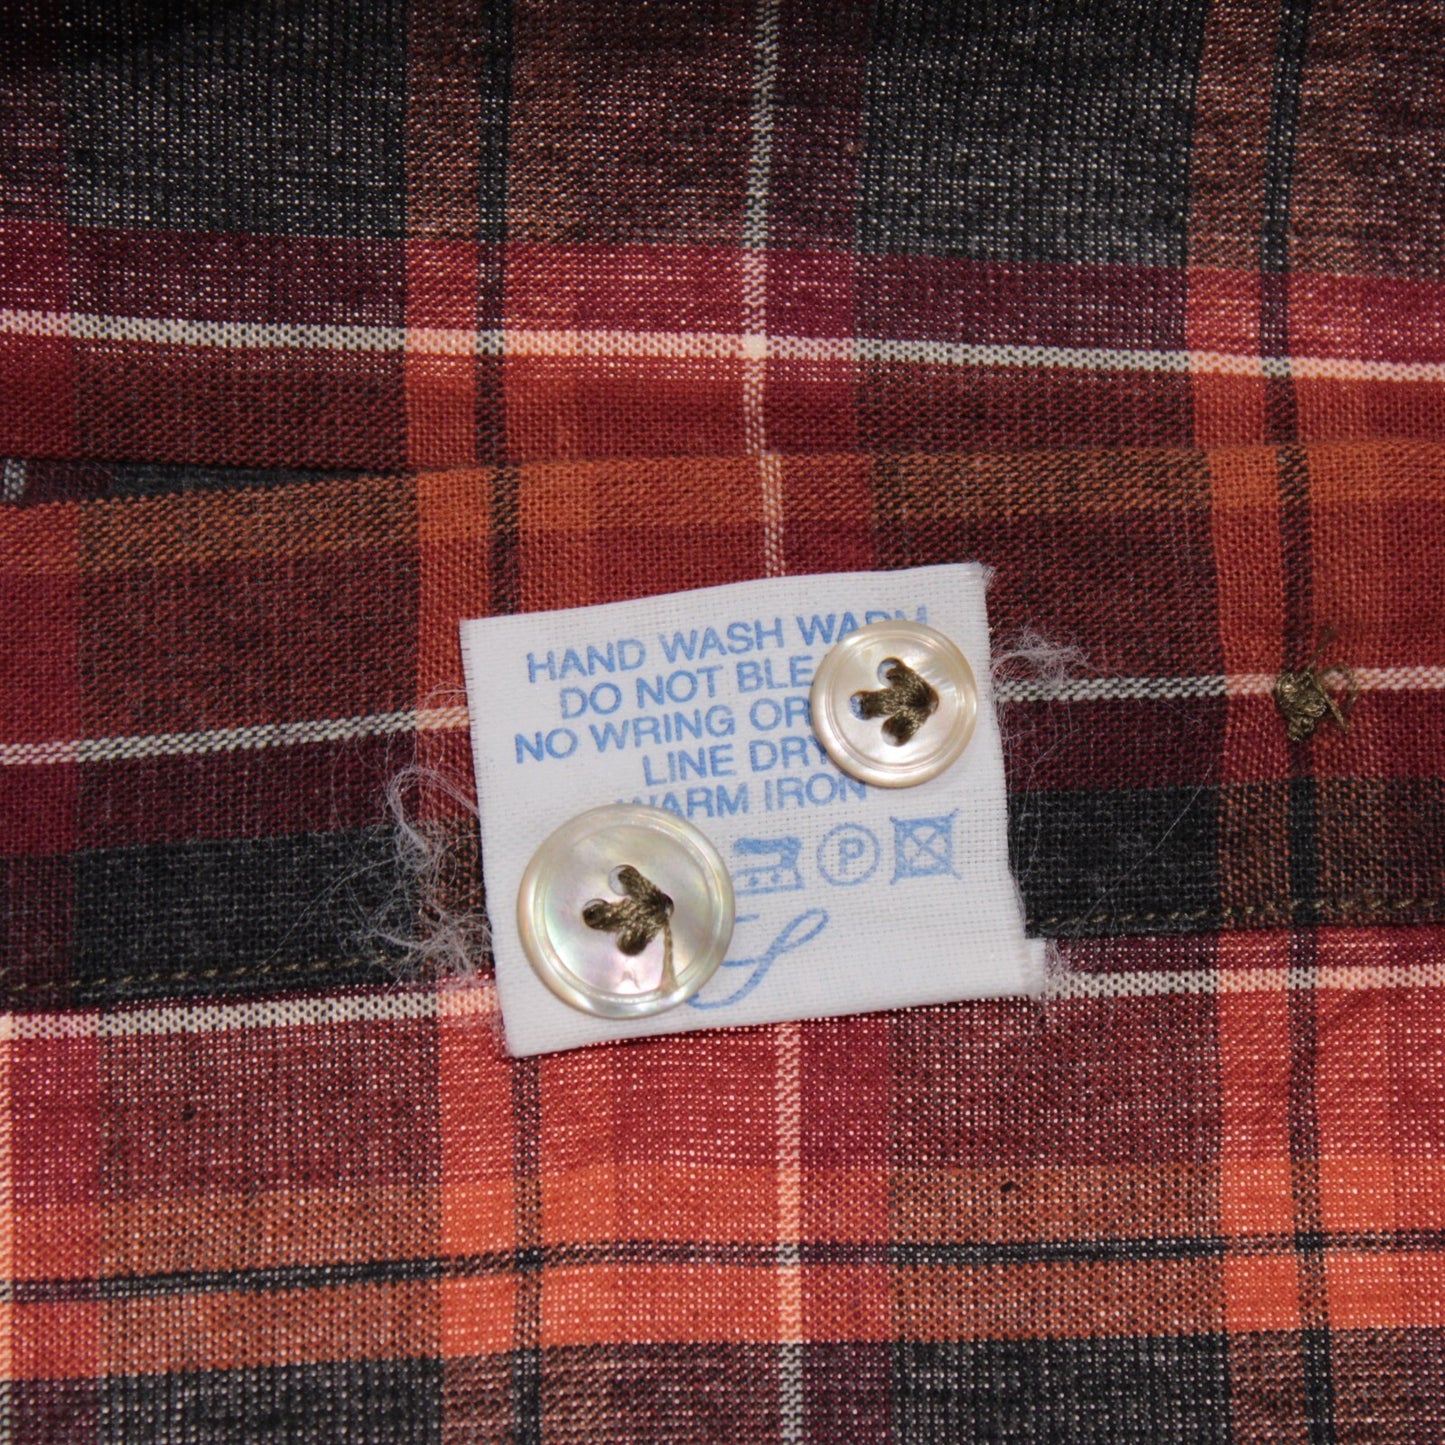 HAND WASH WARM
DO NOT BLE
NO WRING OR
LINE DRY
WARM IRON
P